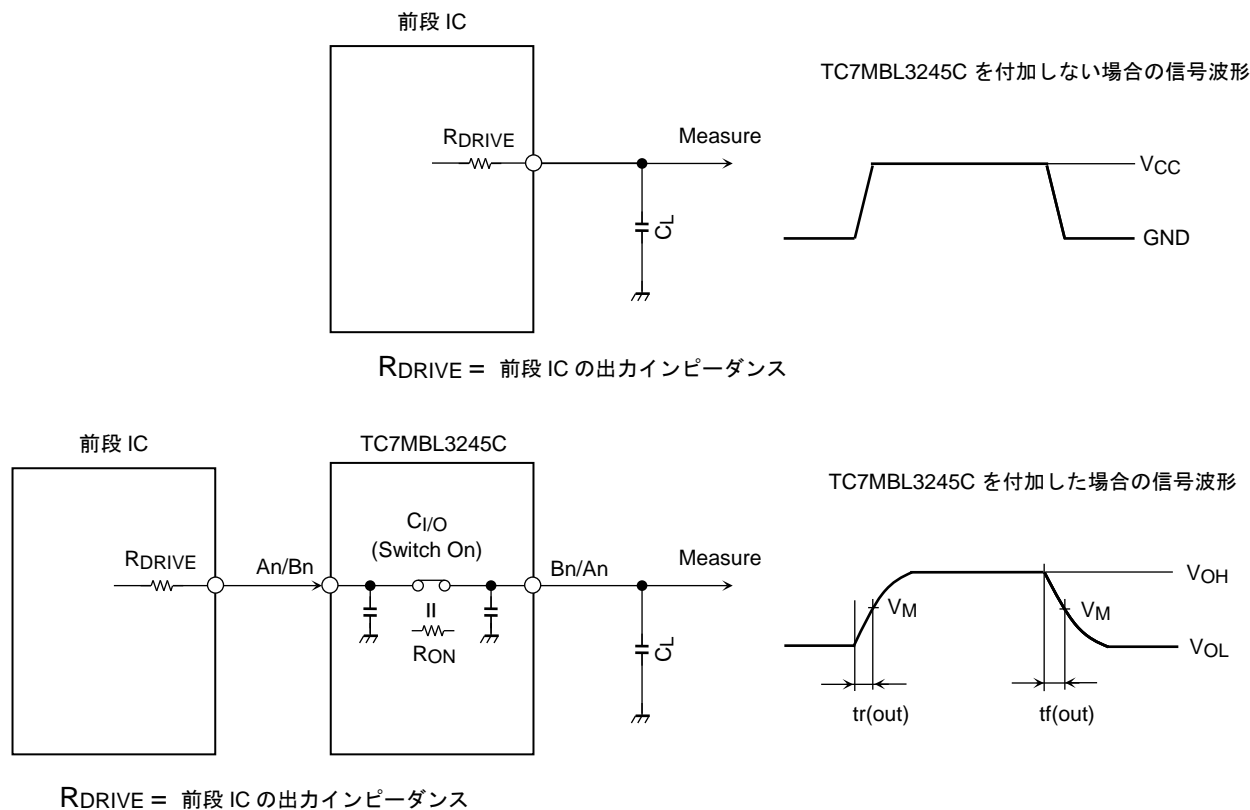 前段 IC
TC7MBL3245C を付加しない場合の信号波形
RDRIVE
Measure
VCC
CL
GND
RDRIVE = 前段 IC の出力インピーダンス
前段 IC
TC7MBL3245C
TC7MBL3245C を付加した場合の信号波形
CI/O
(Switch On)
RDRIVE
An/Bn
Bn/An
Measure
VOH
VM
VM
RON
CL
VOL
tr(out)
tf(out)
RDRIVE = 前段 IC の出力インピーダンス